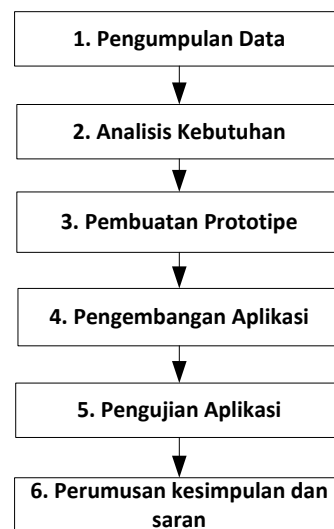 1. Pengumpulan Data
2. Analisis Kebutuhan
3. Pembuatan Prototipe
4. Pengembangan Aplikasi
5. Pengujian Aplikasi
6. Perumusan kesimpulan dan
saran